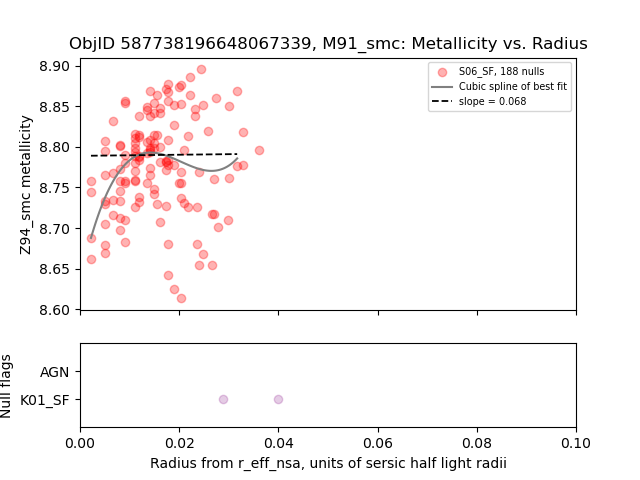 ObjID 587738196648067339, M91_smc: Metallicity vs. Radius
8.90
8.85
8.80
8.75
8.70
8.65
8.60
Z94_smc metallicity
S06_SF, 188 nulls
Cubic spline of best fit
slope = 0.068
AGN
K01_SF
Null flags
0.00 0.02 0.04 0.06 0.08 0.10
Radius from r_eff_nsa, units of sersic half light radii